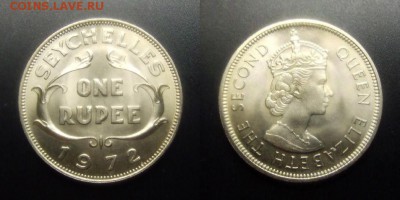 COINS.LAVE.RU
SEYCHELLES
ONE
RUPEE
1972
QUEEN ELIZABETH THE SECOND